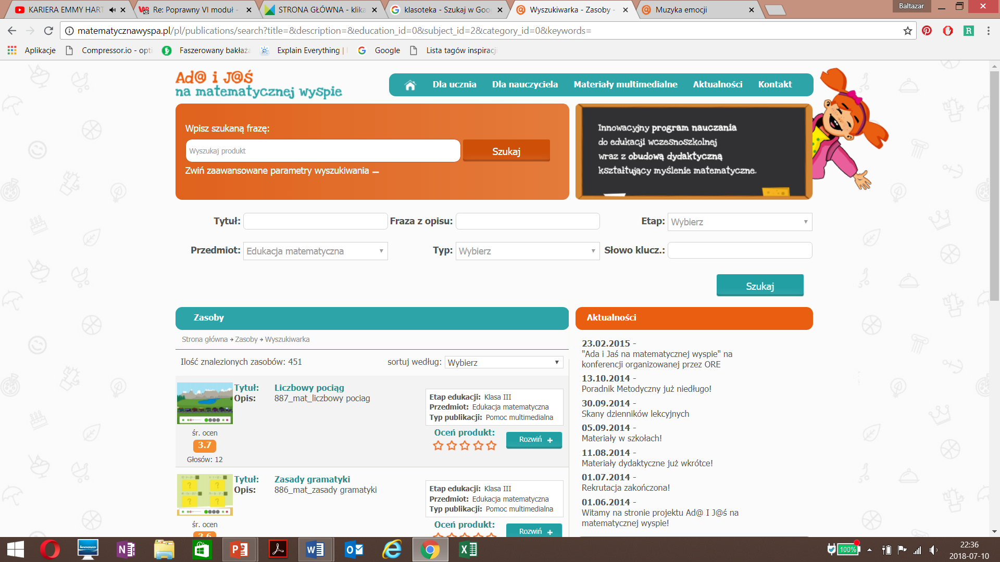 KARIERA EMMY HART
Re: Poprawny VI moduł -
STRONA GŁÓWNA - klika
klasoteka - Szukaj w Goo
Wyszukiwarka - Zasoby -
Muzyka emocji
Baltazar
matematycznawyspa.pl/pl/publications/search?title=&description=&education_id=0&subject_id=2&category_id=0&keywords=
Aplikacje
Compressor.io - opti
Faszerowany bakłaża
Explain Everything |
Google
Lista tagów inspiracji
Ad@ i J@ś
na matematycznej wyspie
Dla ucznia
Dla nauczyciela
Materiały multimedialne
Aktualności
Kontakt
Wpisz szukaną frazę:
Wyszukaj produkt
Szukaj
Zwiń zaawansowane parametry wyszukiwania
Innowacyjny program nauczania
do edukacji wczesnoszkolnej
wraz z obudową dydaktyczną
kształtujący myślenie matematyczne.
Tytuł:
Fraza z opisu:
Etap: Wybierz
Przedmiot: Edukacja matematyczna
Typ: Wybierz
Słowo klucz.:
Szukaj
Zasoby
Strona główna → Zasoby → Wyszukiwarka
Ilość znalezionych zasobów: 451
sortuj według: Wybierz
Tytuł: Liczbowy pociąg
Opis: 887_mat_liczbowy pociag
Etap edukacji: Klasa III
Przedmiot: Edukacja matematyczna
Typ publikacji: Pomoc multimedialna
śr. ocen
3.7
Głosów: 12
Oceń produkt:
Rozwiń +
Tytuł: Zasady gramatyki
Opis: 886_mat_zasady gramatyki
Etap edukacji: Klasa III
Przedmiot: Edukacja matematyczna
Typ publikacji: Pomoc multimedialna
śr. ocen
3.6
Oceń produkt:
Rozwiń +
Aktualności
23.02.2015 -
"Ada i Jaś na matematycznej wyspie" na
konferencji organizowanej przez ORE
13.10.2014 -
Poradnik Metodyczny już niedługo!
30.09.2014 -
Skany dzienników lekcyjnych
05.09.2014 -
Materiały w szkołach!
11.08.2014 -
Materiały dydaktyczne już wkrótce!
01.07.2014 -
Rekrutacja zakończona!
01.06.2014 -
Witamy na stronie projektu Ad@ I J@ś na
matematycznej wyspie!
100%
22:36
2018-07-10